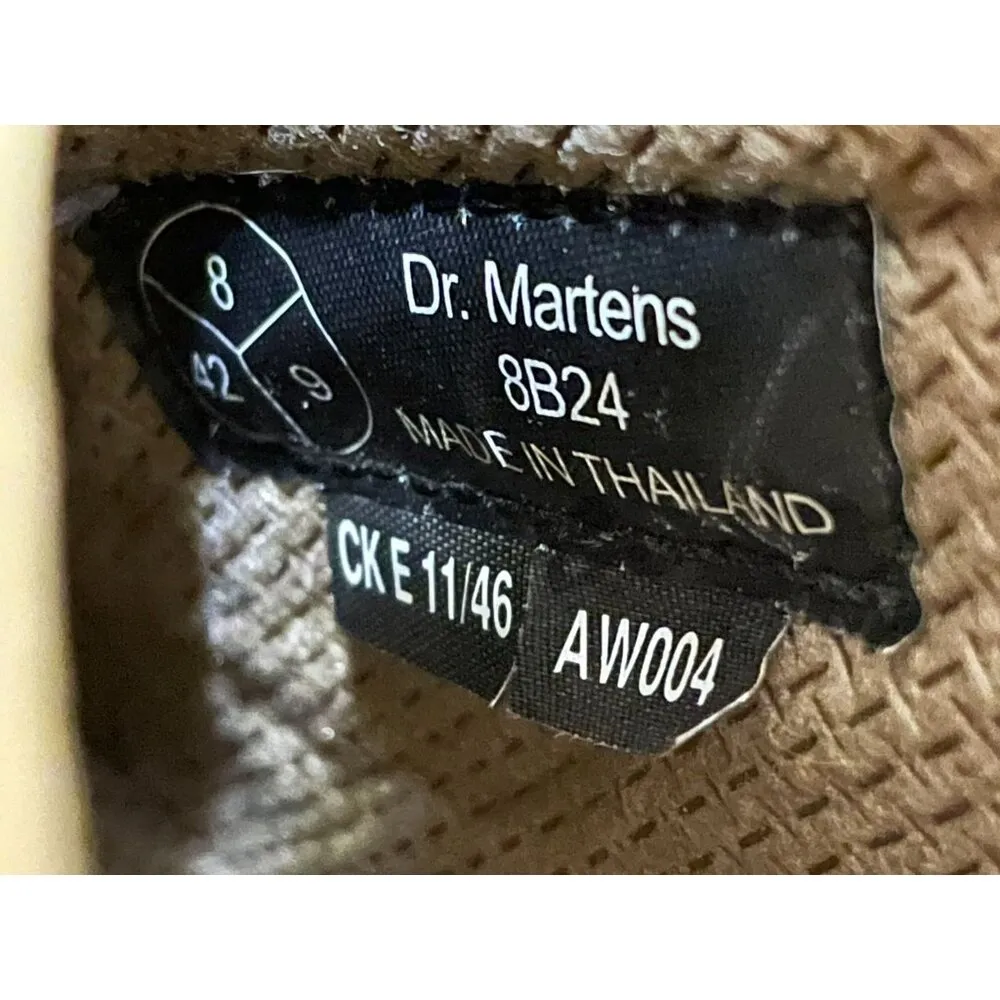 8
42
9
Dr. Martens
8B24
MADE IN THAILAND
CK E 11/46
AW004